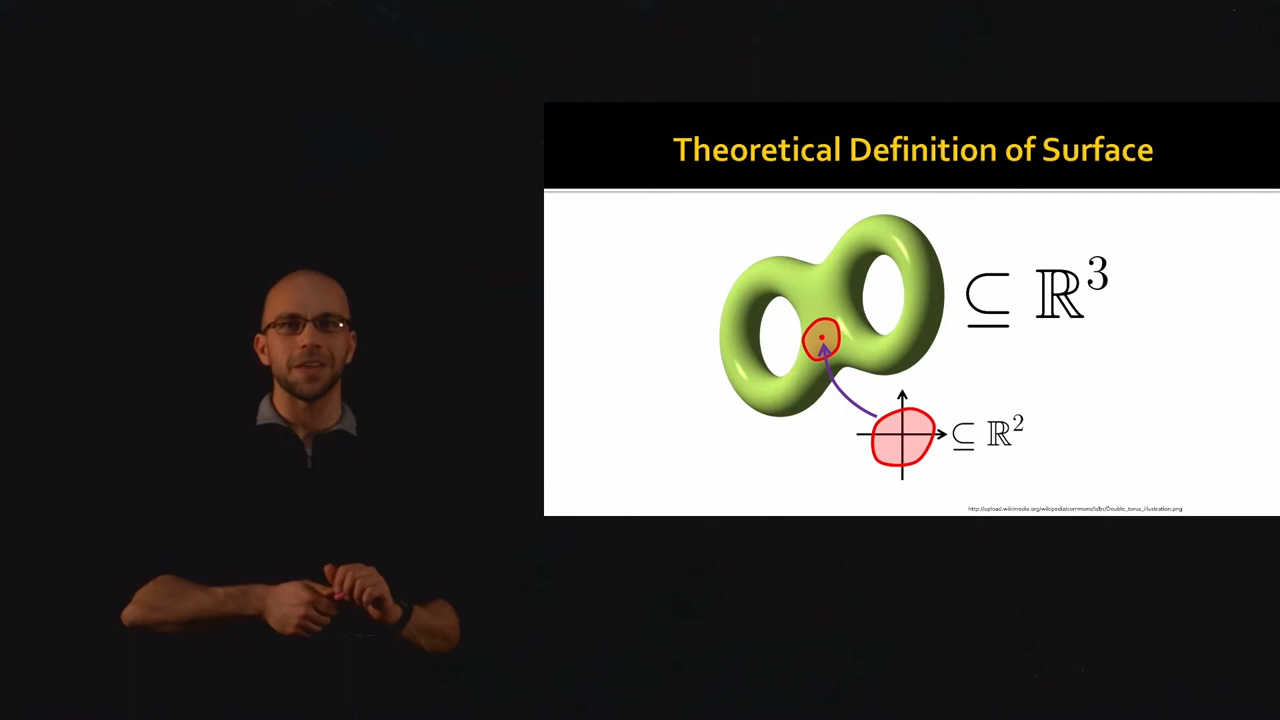 Theoretical Definition of Surface
⊆ ℝ³
⊆ ℝ²
http://upload.wikimedia.org/wikipedia/commons/b/bc/Double_torus_illustration.png